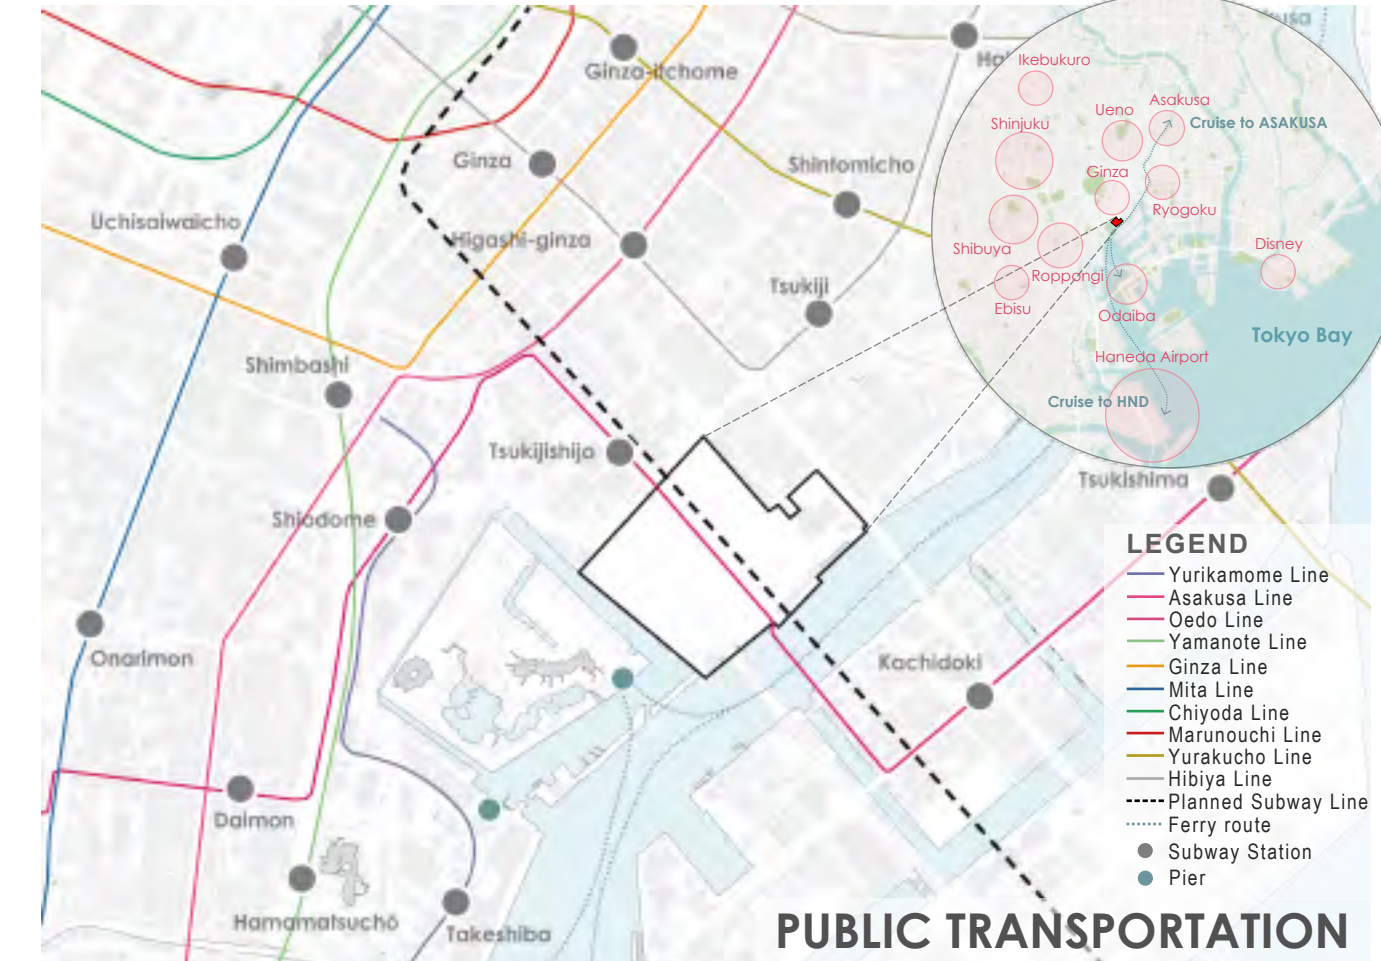 Ginza-itchome
Ginza
Shintomicho
Uchisaiwaicho
Higashi-ginza
Tsukiji
Shimbashi
Tsukijishijo
Shiodome
Tsukishima
Onarimon
Kachidoki
Daimon
Hamamatsuchō
Takeshiba
Ikebukuro
Ueno
Asakusa
Cruise to ASAKUSA
Shinjuku
Ginza
Ryogoku
Shibuya
Roppongi
Disney
Ebisu
Odaiba
Tokyo Bay
Haneda Airport
Cruise to HND
LEGEND
Yurikamome Line
Asakusa Line
Oedo Line
Yamanote Line
Ginza Line
Mita Line
Chiyoda Line
Marunouchi Line
Yurakucho Line
Hibiya Line
Planned Subway Line
Ferry route
Subway Station
Pier
PUBLIC TRANSPORTATION